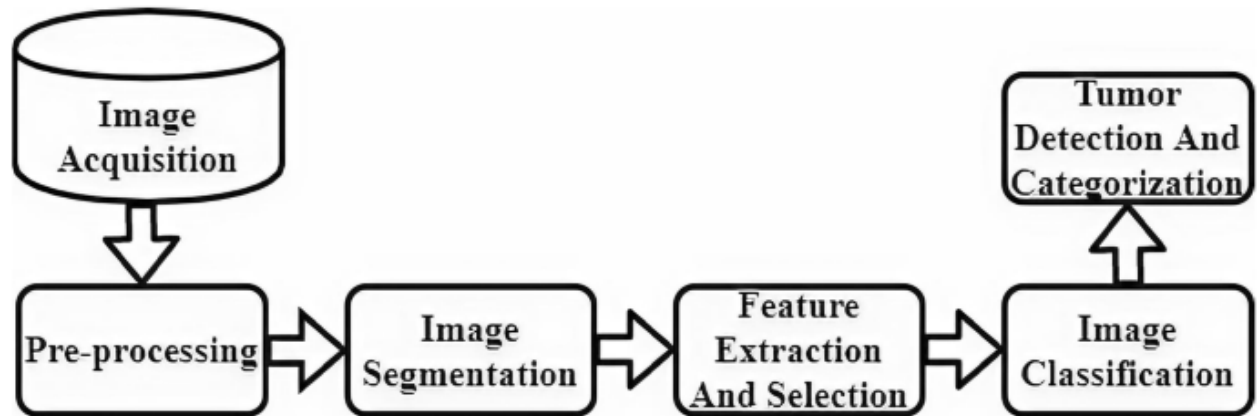 Image
Acquisition
Pre-processing
Image
Segmentation
Feature
Extraction
And Selection
Image
Classification
Tumor
Detection And
Categorization